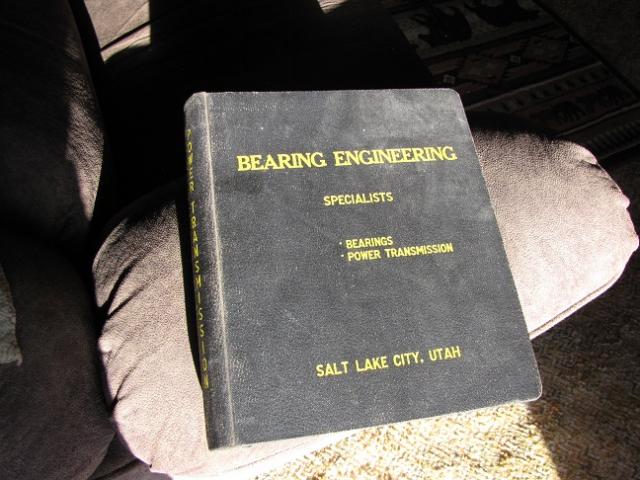 POWER TRANSMISSION
BEARING ENGINEERING
SPECIALISTS
· BEARINGS
· POWER TRANSMISSION
SALT LAKE CITY, UTAH